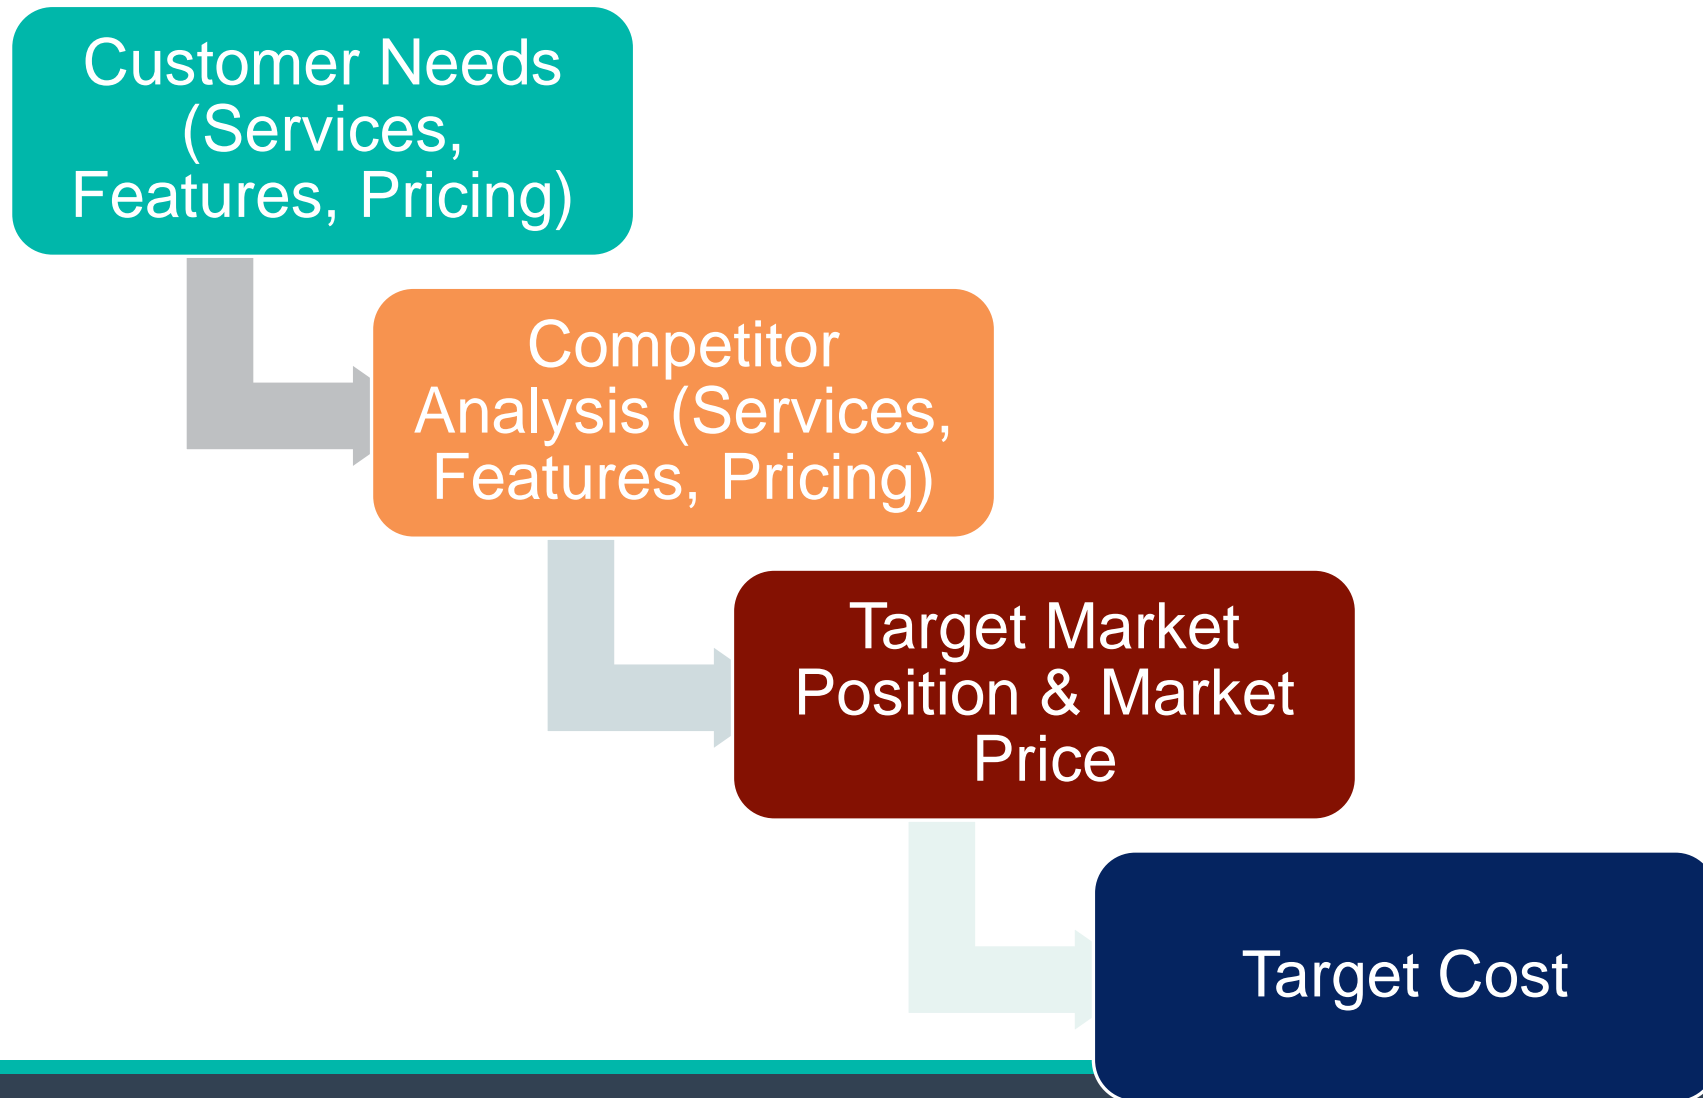 Customer Needs
(Services,
Features, Pricing)
Competitor
Analysis (Services,
Features, Pricing)
Target Market
Position & Market
Price
Target Cost